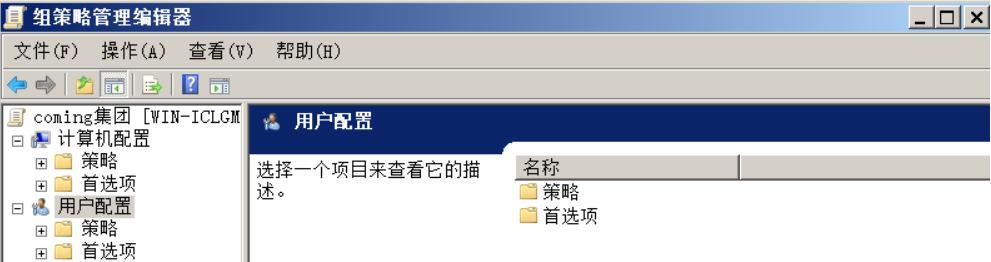 组策略管理编辑器
文件(F) 操作(A) 查看(V) 帮助(H)
coming集团 [WIN-ICLGM
计算机配置
策略
首选项
用户配置
策略
首选项
用户配置
选择一个项目来查看它的描
述。
名称
策略
首选项